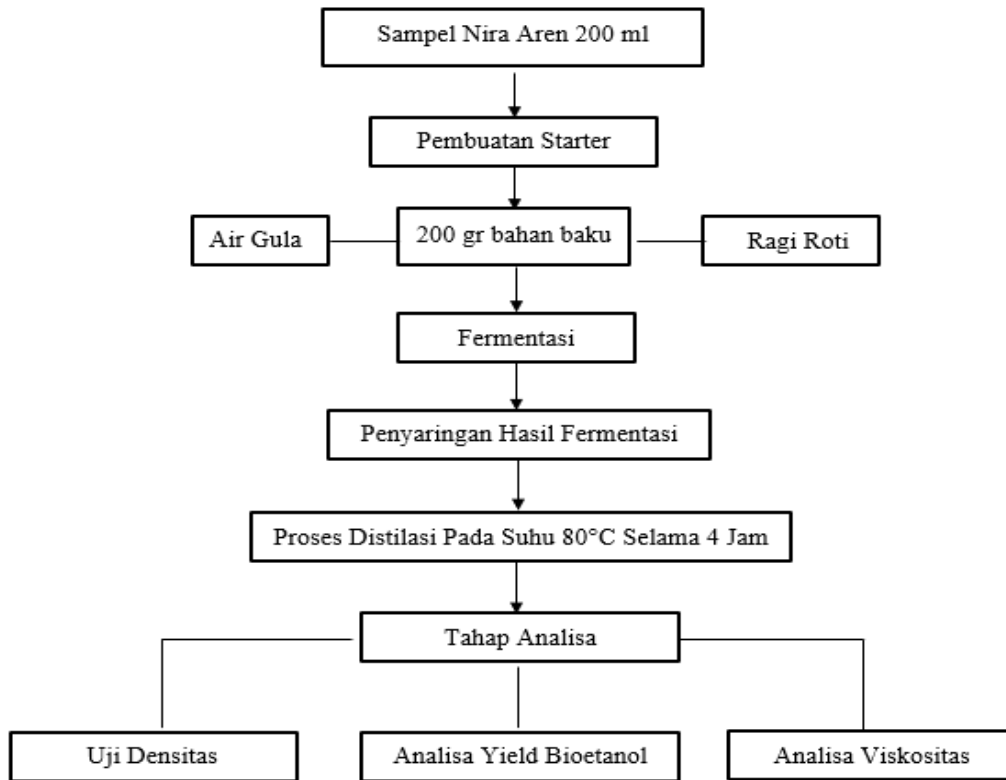 Sampel Nira Aren 200 ml
Pembuatan Starter
Air Gula
200 gr bahan baku
Ragi Roti
Fermentasi
Penyaringan Hasil Fermentasi
Proses Distilasi Pada Suhu 80°C Selama 4 Jam
Tahap Analisa
Uji Densitas
Analisa Yield Bioetanol
Analisa Viskositas